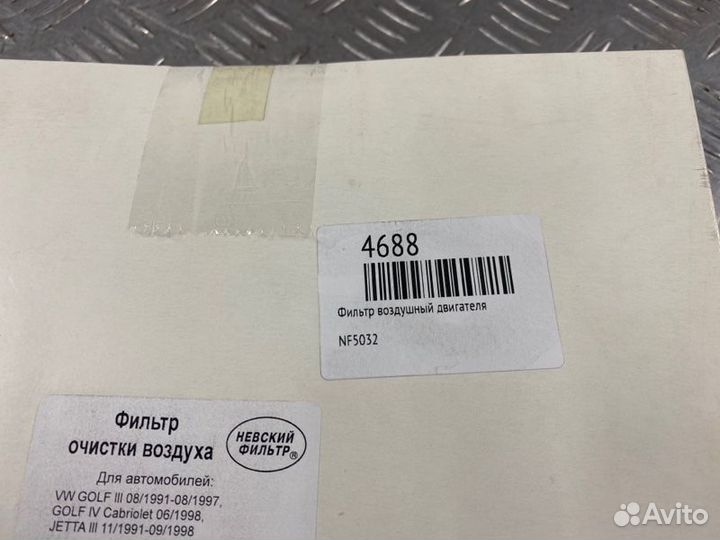 4688
Фильтр воздушный двигателя
NF5032
Фильтр
очистки воздуха
НЕВСКИЙ
ФИЛЬТР®
Для автомобилей:
VW GOLF III 08/1991-08/1997,
GOLF IV Cabriolet 06/1998,
JETTA III 11/1991-09/1998
Avito